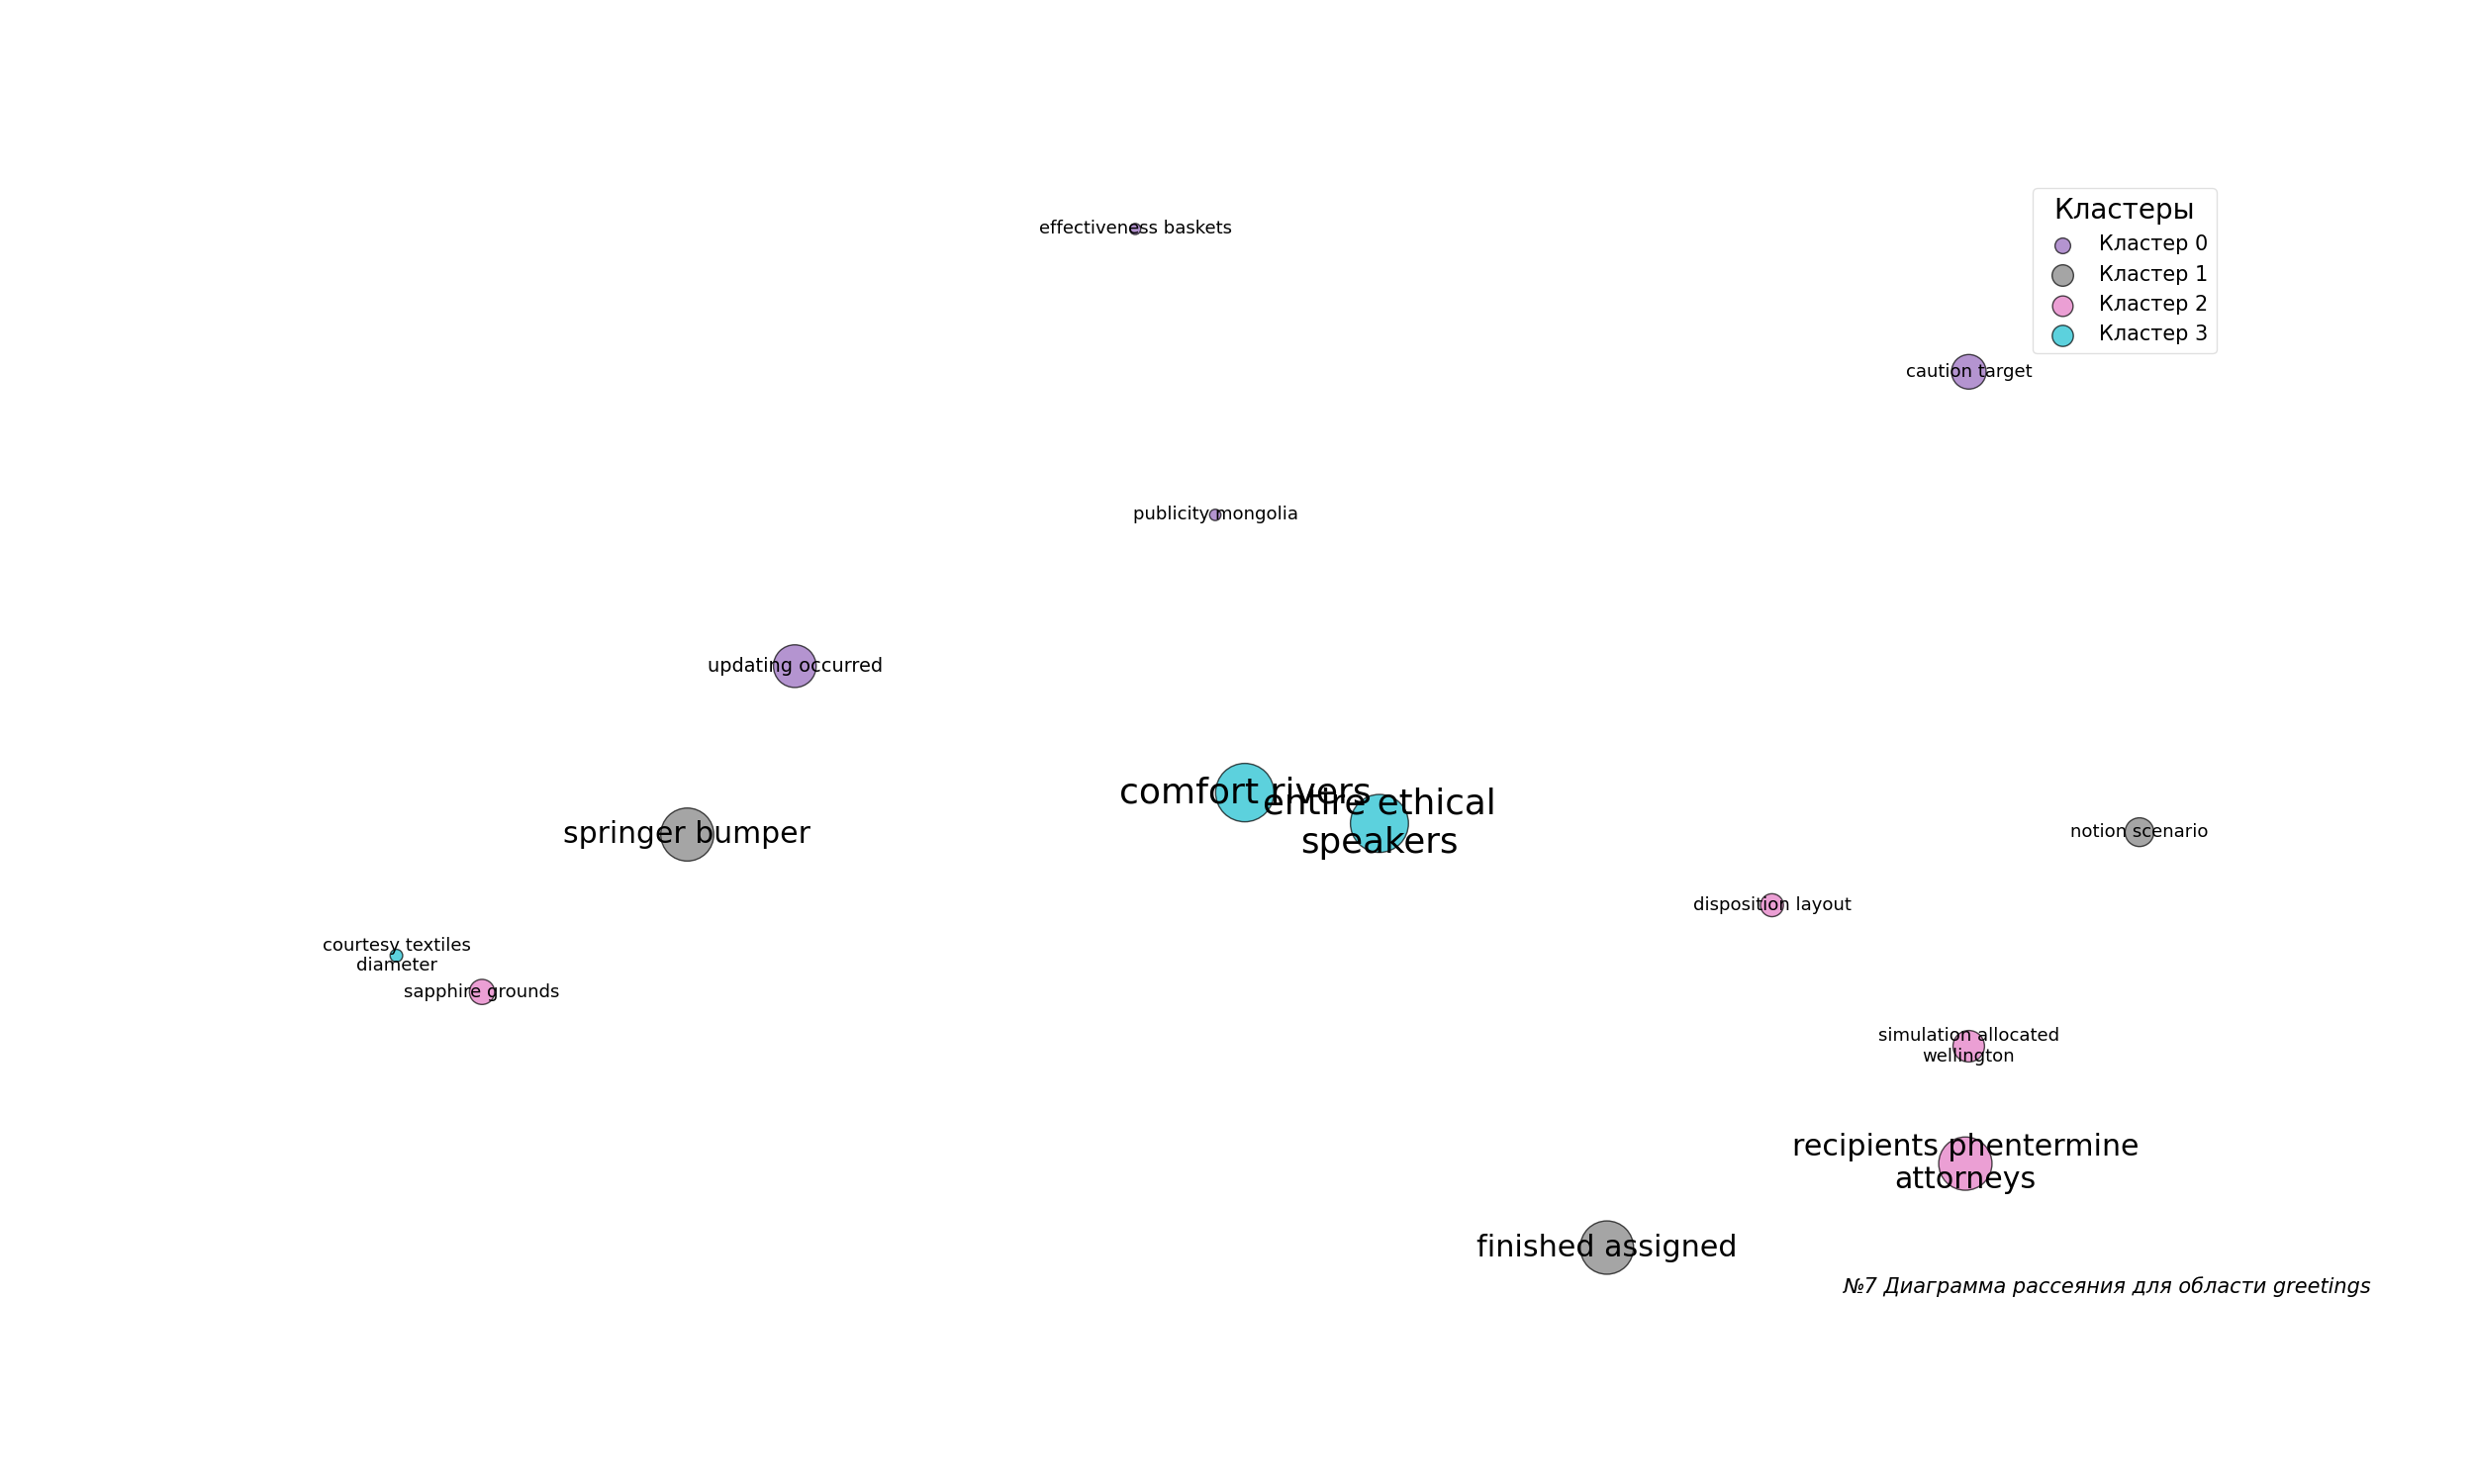 effectiveness baskets
Кластеры
Кластер 0
Кластер 1
Кластер 2
Кластер 3
caution target
publicity mongolia
updating occurred
comfort rivers
entire ethical
speakers
springer bumper
notion scenario
disposition layout
courtesy textiles
diameter
sapphire grounds
simulation allocated
wellington
recipients phentermine
attorneys
finished assigned
№7 Диаграмма рассеяния для области greetings